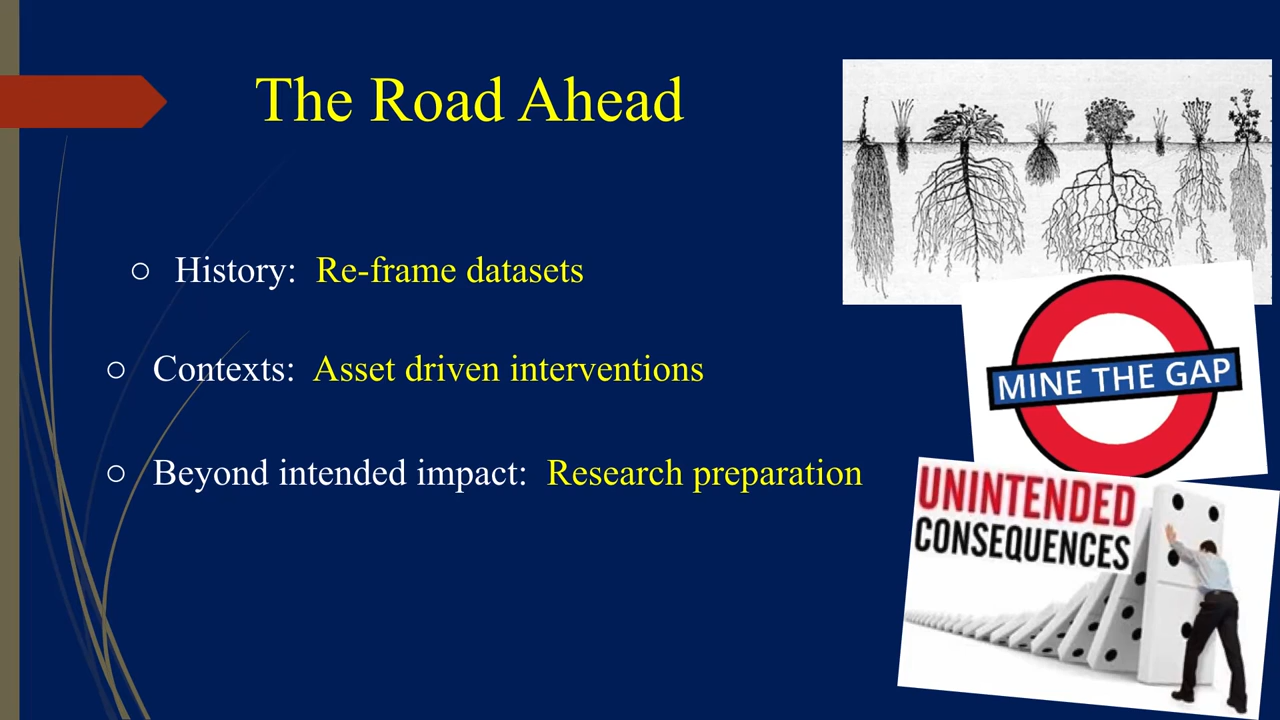 The Road Ahead
○ History: Re-frame datasets
○ Contexts: Asset driven interventions
○ Beyond intended impact: Research preparation
MINE THE GAP
UNINTENDED
CONSEQUENCES